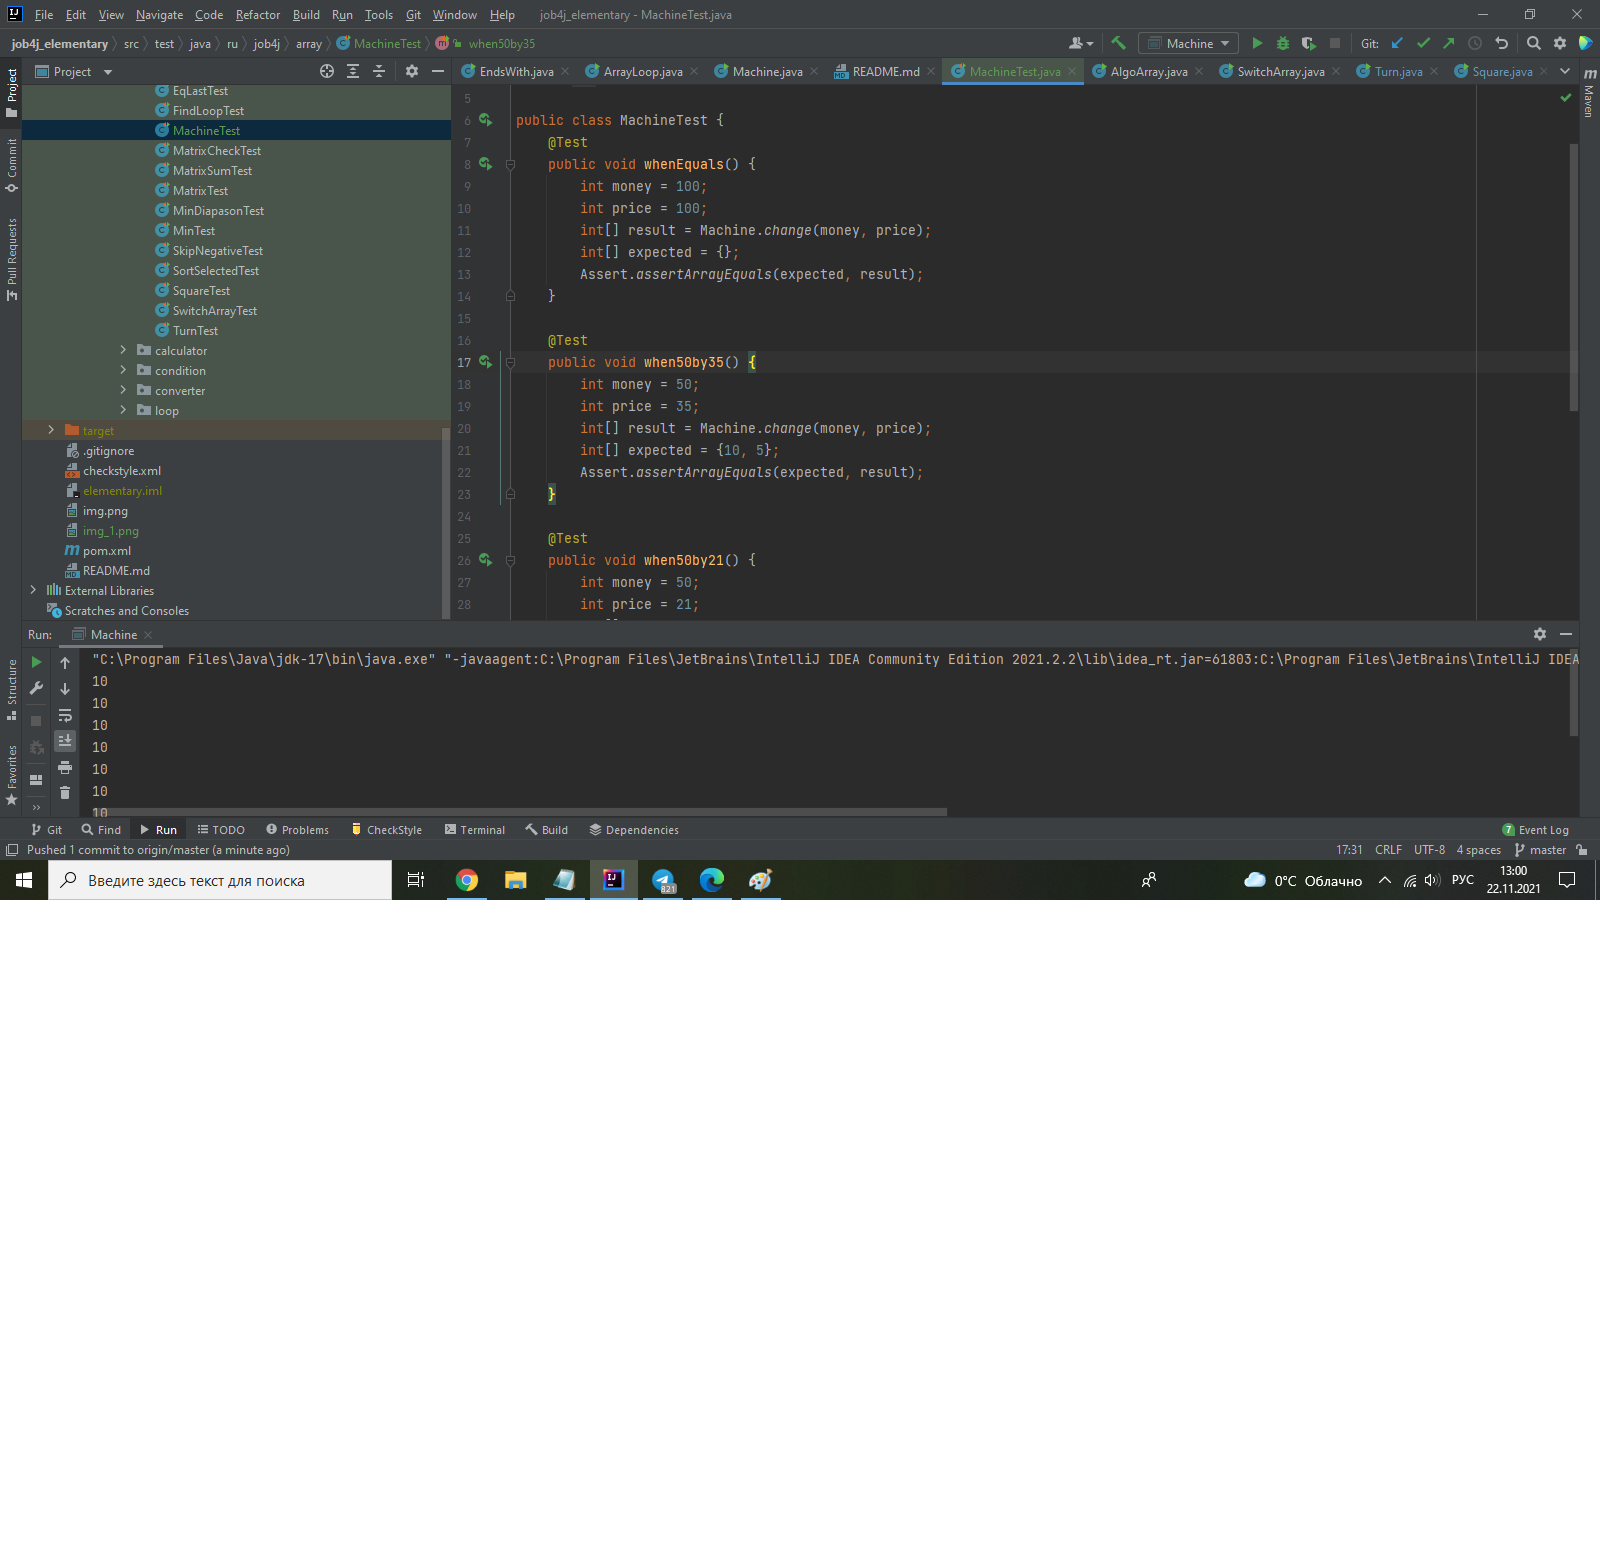 File Edit View Navigate Code Refactor Build Run Tools Git Window Help job4j_elementary - MachineTest.java
job4j_elementary src test java ru job4j array MachineTest when50by35 Machine Git:
Project
EndsWith.java ArrayLoop.java Machine.java README.md MachineTest.java AlgoArray.java SwitchArray.java Turn.java Square.java
Project
Commit
Pull Requests
Structure
Favorites
Maven
EqLastTest
FindLoopTest
MachineTest
MatrixCheckTest
MatrixSumTest
MatrixTest
MinDiapasonTest
MinTest
SkipNegativeTest
SortSelectedTest
SquareTest
SwitchArrayTest
TurnTest
calculator
condition
converter
loop
target
.gitignore
checkstyle.xml
elementary.iml
img.png
img_1.png
pom.xml
README.md
External Libraries
Scratches and Consoles
5
6 public class MachineTest {
7 @Test
8 public void whenEquals() {
9 int money = 100;
10 int price = 100;
11 int[] result = Machine.change(money, price);
12 int[] expected = {};
13 Assert.assertArrayEquals(expected, result);
14 }
15
16 @Test
17 public void when50by35() {
18 int money = 50;
19 int price = 35;
20 int[] result = Machine.change(money, price);
21 int[] expected = {10, 5};
22 Assert.assertArrayEquals(expected, result);
23 }
24
25 @Test
26 public void when50by21() {
27 int money = 50;
28 int price = 21;
Run: Machine
"C:\Program Files\Java\jdk-17\bin\java.exe" "-javaagent:C:\Program Files\JetBrains\IntelliJ IDEA Community Edition 2021.2.2\lib\idea_rt.jar=61803:C:\Program Files\JetBrains\IntelliJ IDEA
10
10
10
10
10
10
10
Git Find Run TODO Problems CheckStyle Terminal Build Dependencies 7 Event Log
Pushed 1 commit to origin/master (a minute ago) 17:31 CRLF UTF-8 4 spaces master
Введите здесь текст для поиска 821 0°C Облачно РУС 13:00
22.11.2021